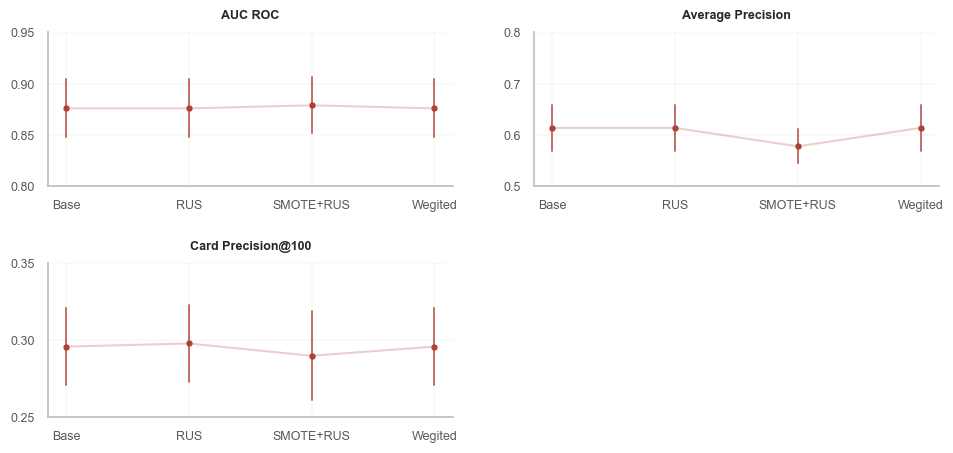 AUC ROC
0.95
0.90
0.85
0.80
Base RUS SMOTE+RUS Wegited
Average Precision
0.8
0.7
0.6
0.5
Base RUS SMOTE+RUS Wegited
Card Precision@100
0.35
0.30
0.25
Base RUS SMOTE+RUS Wegited